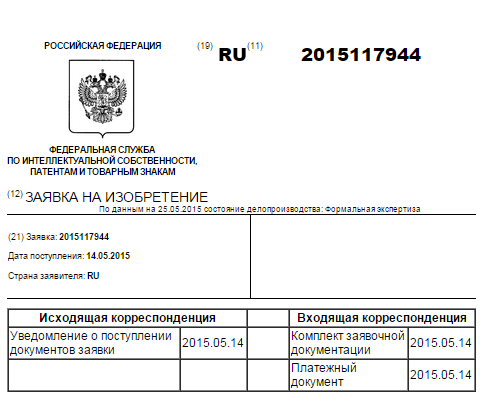 РОССИЙСКАЯ ФЕДЕРАЦИЯ
(19) RU (11) 2015117944
ФЕДЕРАЛЬНАЯ СЛУЖБА
ПО ИНТЕЛЛЕКТУАЛЬНОЙ СОБСТВЕННОСТИ,
ПАТЕНТАМ И ТОВАРНЫМ ЗНАКАМ
(12) ЗАЯВКА НА ИЗОБРЕТЕНИЕ
По данным на 25.05.2015 состояние делопроизводства: Формальная экспертиза
(21) Заявка: 2015117944
Дата поступления: 14.05.2015
Страна заявителя: RU
Исходящая корреспонденция
Входящая корреспонденция
Уведомление о поступлении
документов заявки
2015.05.14
Комплект заявочной
документации
2015.05.14
Платежный
документ
2015.05.14